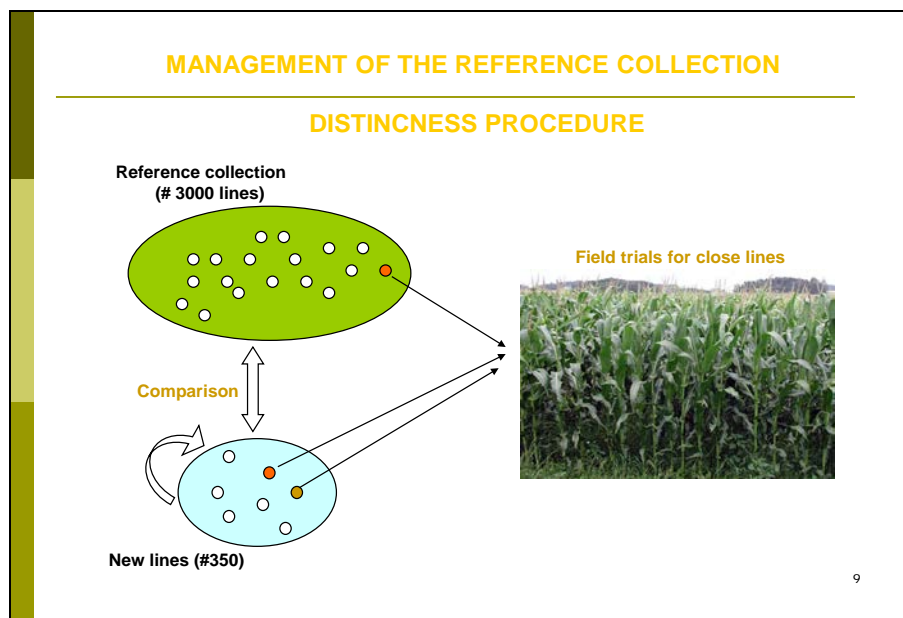 MANAGEMENT OF THE REFERENCE COLLECTION
DISTINCNESS PROCEDURE
Reference collection
(# 3000 lines)
Field trials for close lines
Comparison
New lines (#350)
9